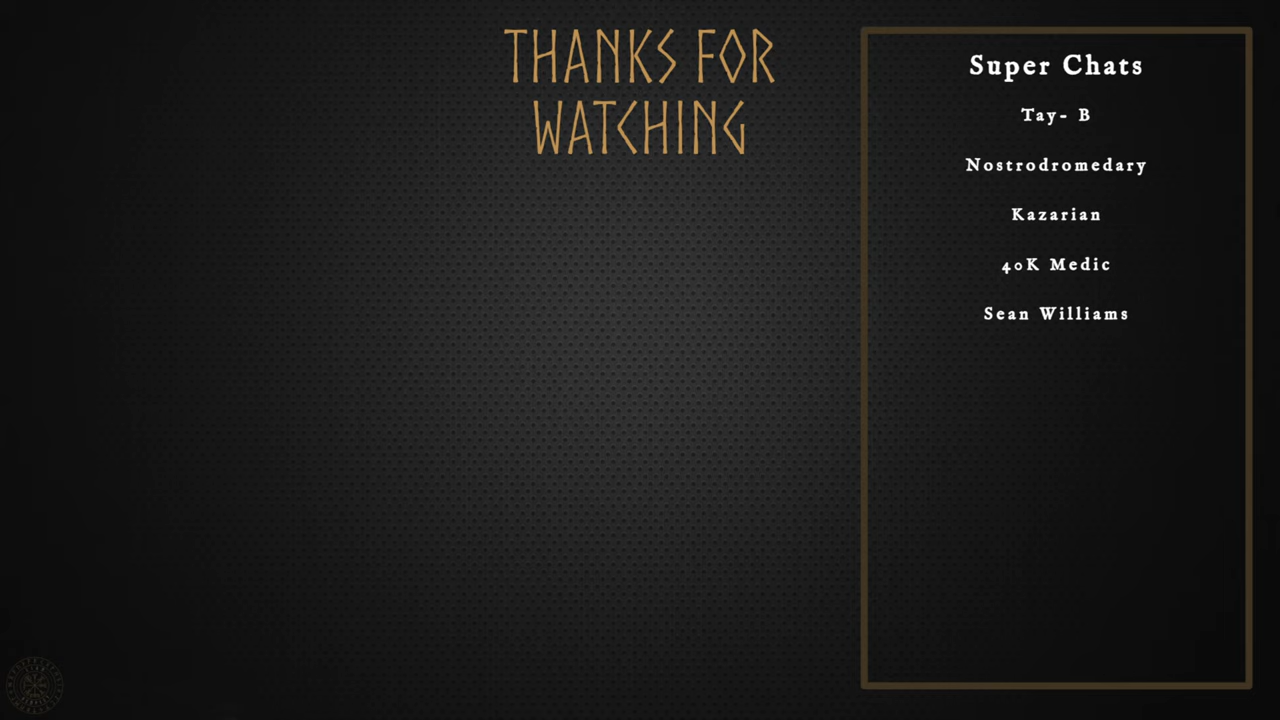 THANKS FOR
WATCHING
Super Chats
Tay- B
Nostrodromedary
Kazarian
40K Medic
Sean Williams